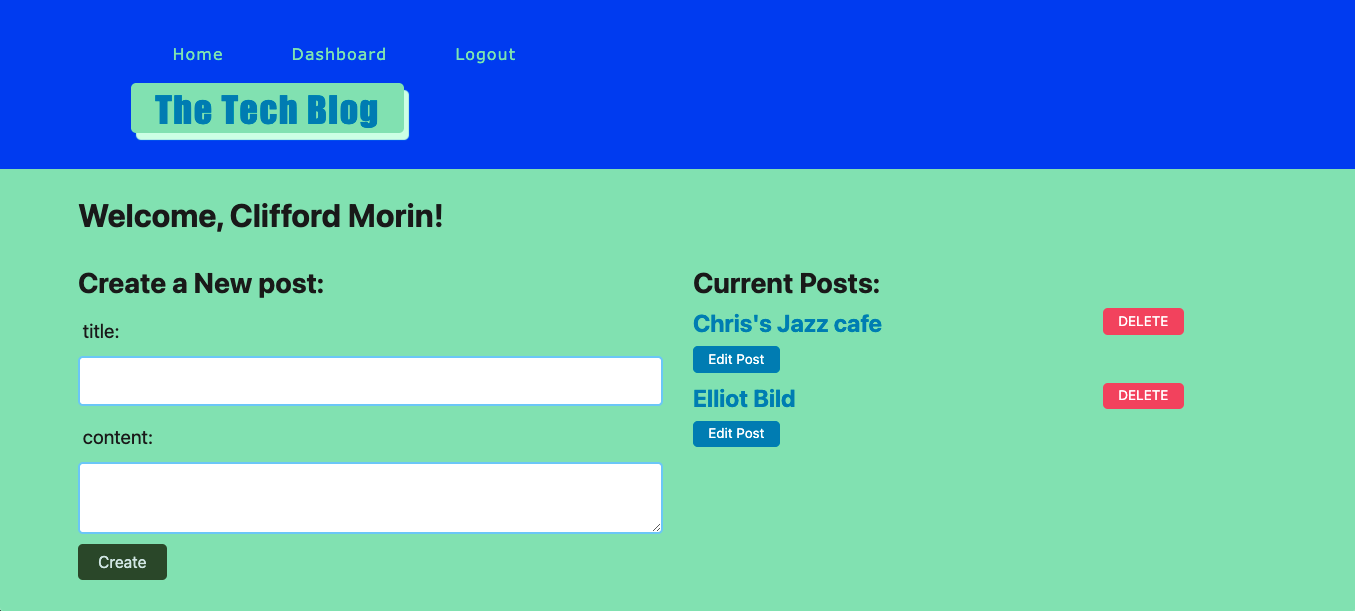 Home Dashboard Logout
The Tech Blog
Welcome, Clifford Morin!
Create a New post:
title:
content:
Create
Current Posts:
Chris's Jazz cafe
DELETE
Edit Post
Elliot Bild
DELETE
Edit Post